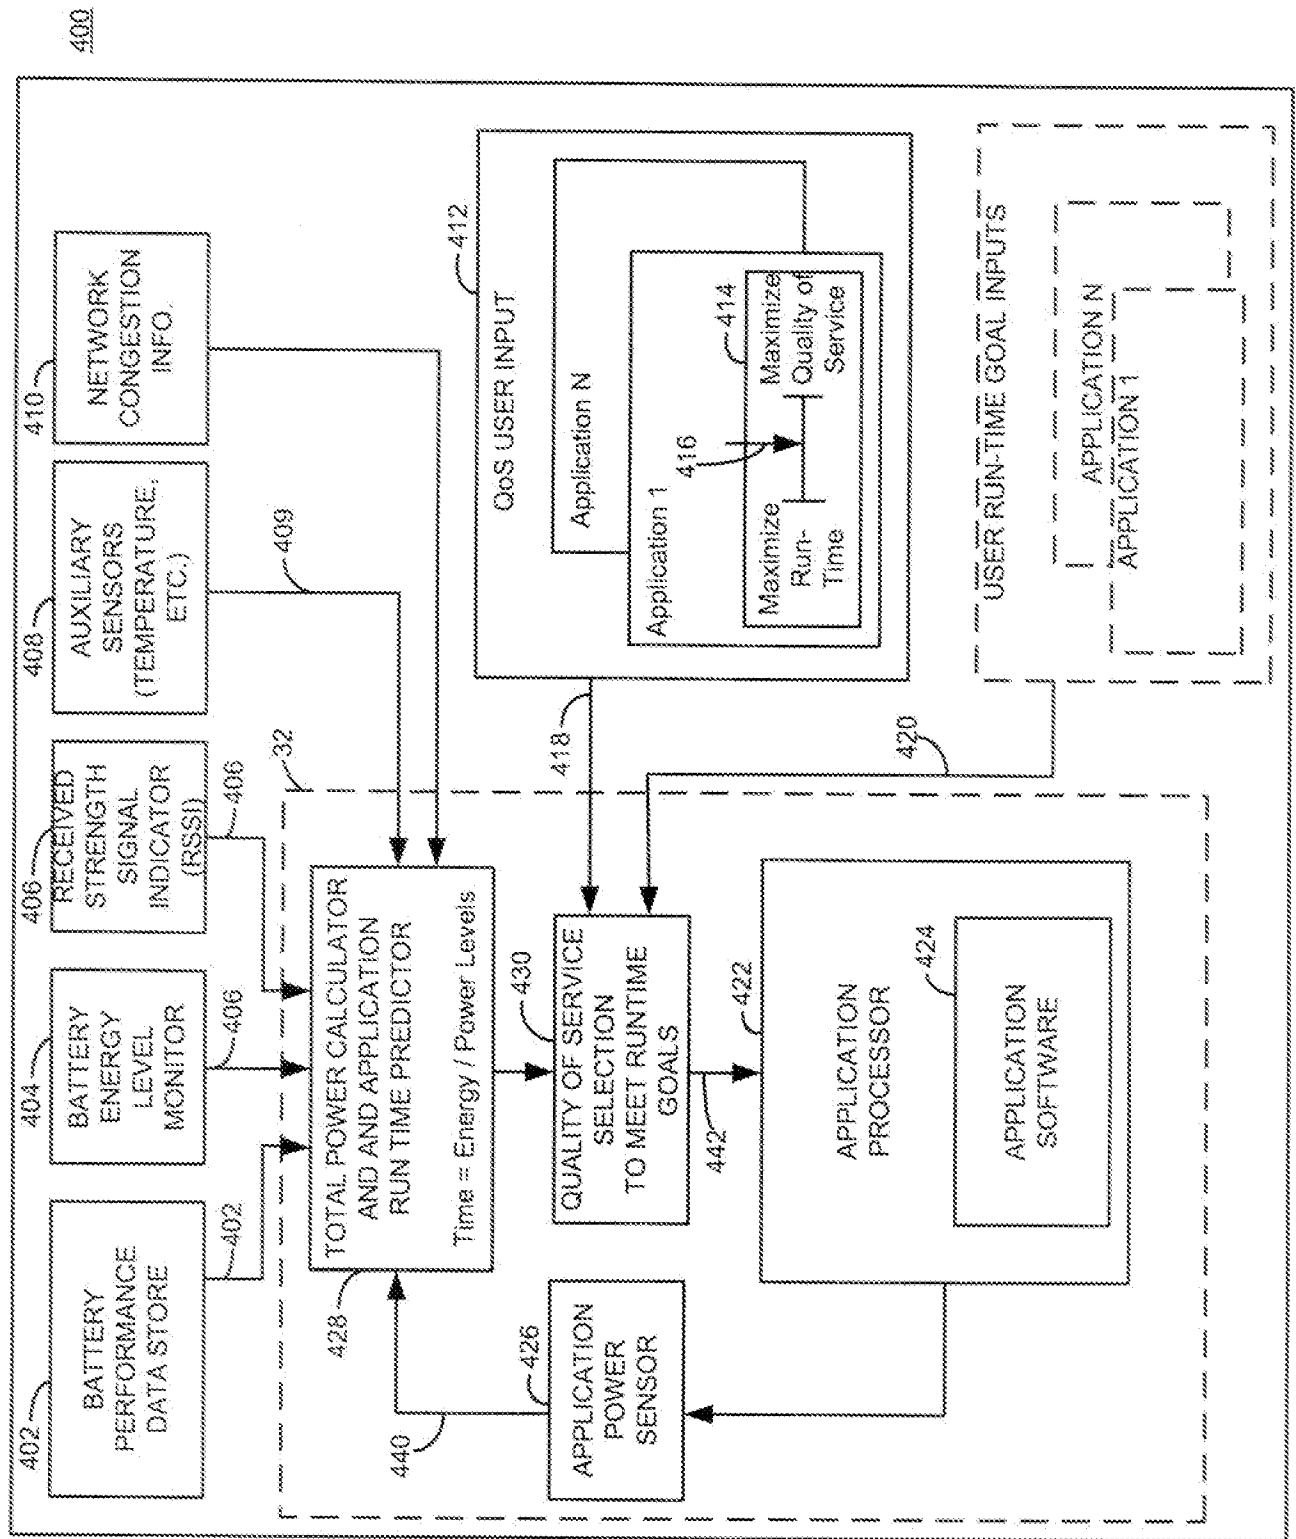 400
402
BATTERY
PERFORMANCE
DATA STORE
402
404
BATTERY
ENERGY
LEVEL
MONITOR
406
406
RECEIVED
STRENGTH
SIGNAL
INDICATOR
(RSSI)
406
408
AUXILIARY
SENSORS
(TEMPERATURE,
ETC.)
409
410
NETWORK
CONGESTION
INFO.
32
428
TOTAL POWER CALCULATOR
AND AND APPLICATION
RUN TIME PREDICTOR
Time = Energy / Power Levels
412
QoS USER INPUT
Application N
Application 1
414
416
Maximize
Run-
Time
Maximize
Quality of
Service
418
430
QUALITY OF SERVICE
SELECTION
TO MEET RUNTIME
GOALS
440
426
APPLICATION
POWER
SENSOR
442
422
APPLICATION
PROCESSOR
424
APPLICATION
SOFTWARE
420
USER RUN-TIME GOAL INPUTS
APPLICATION N
APPLICATION 1